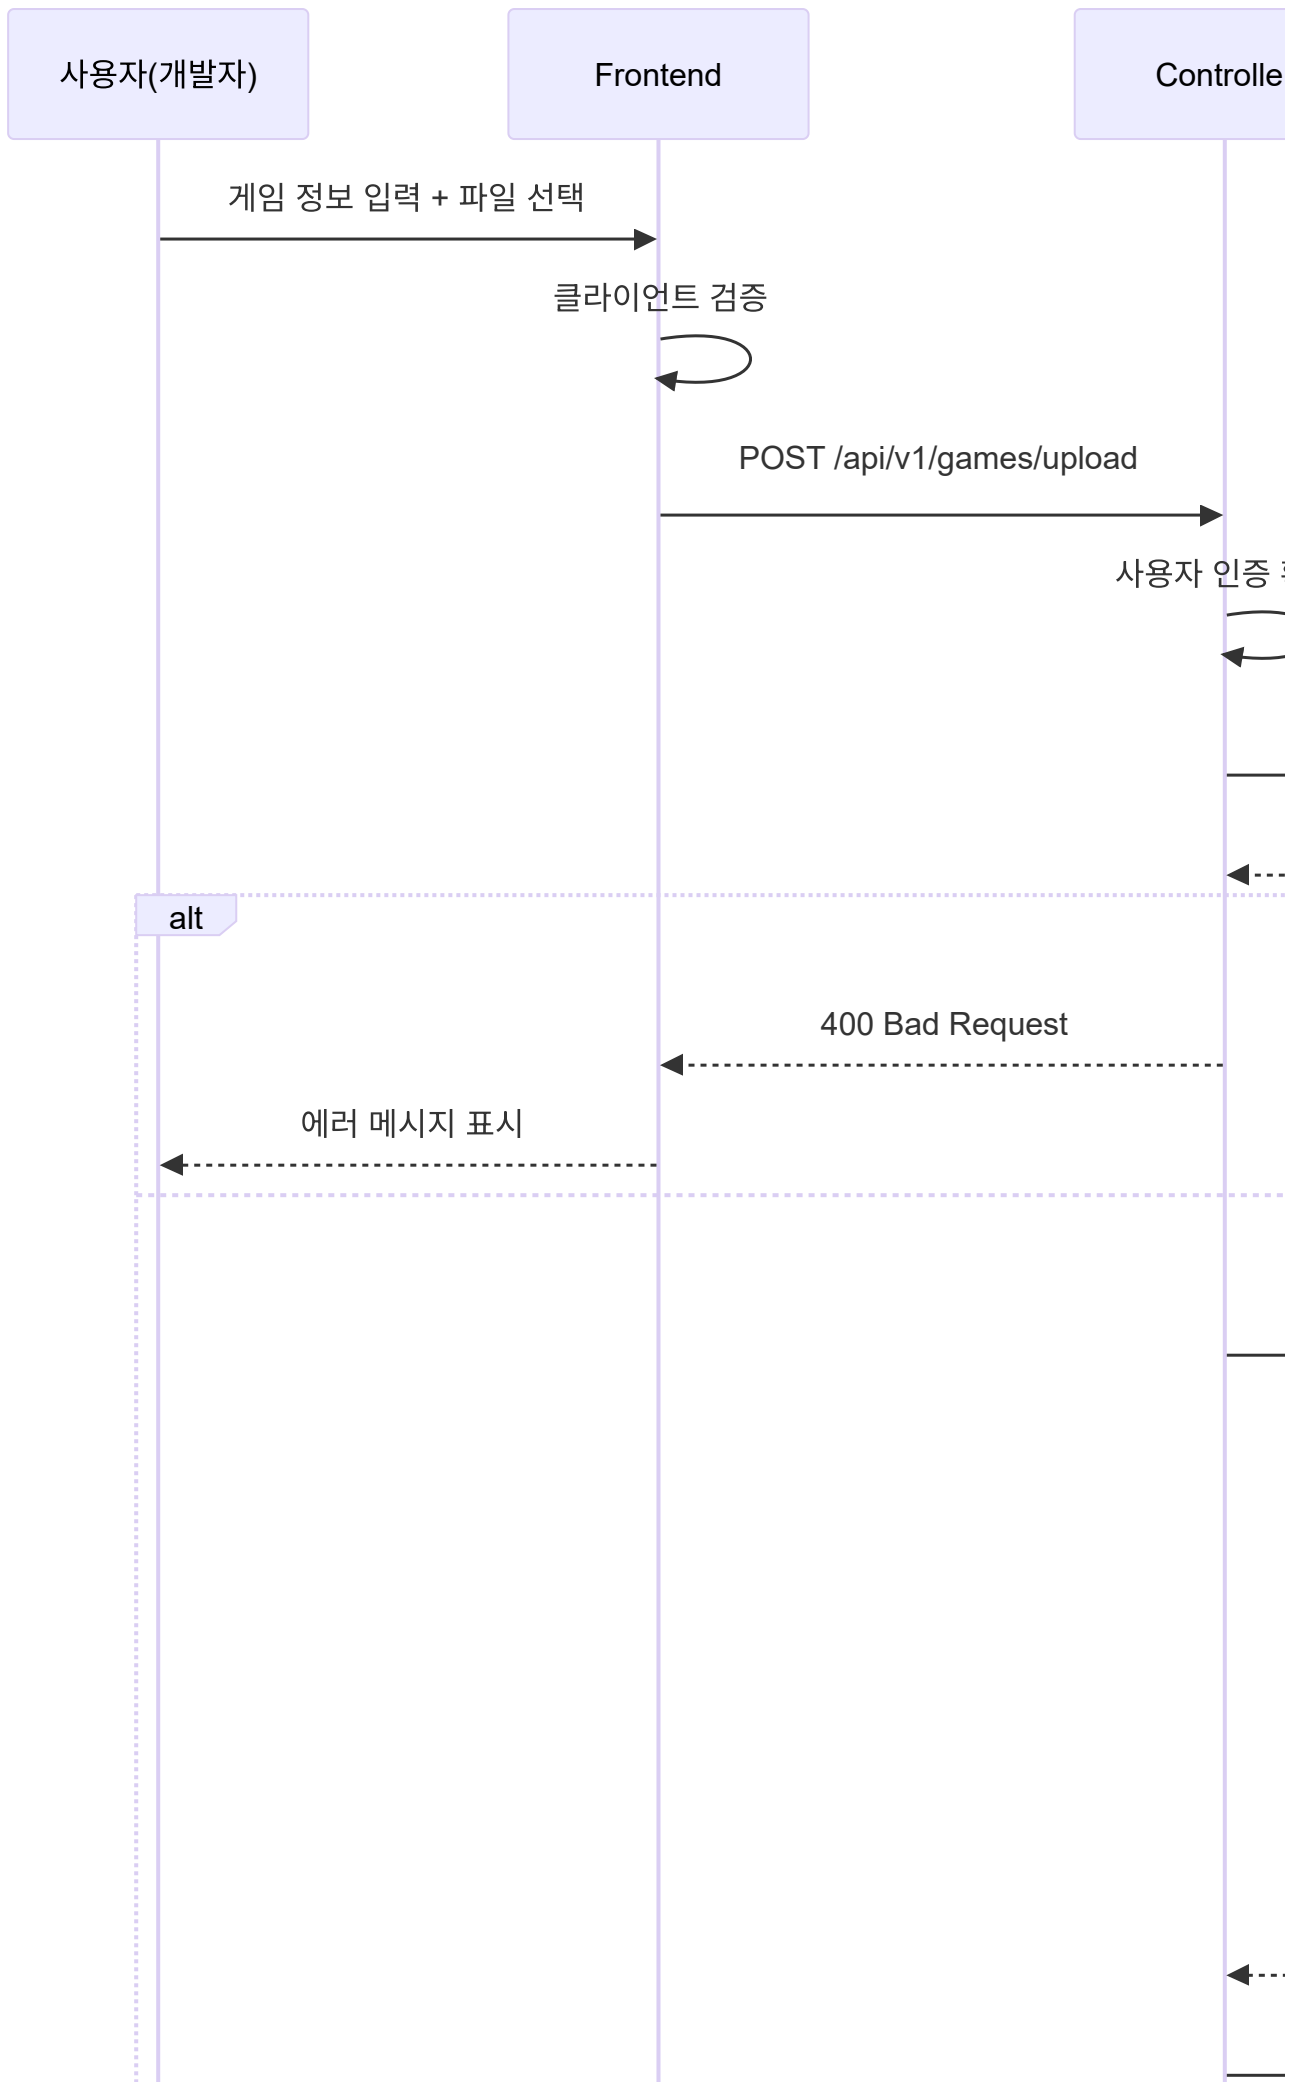 사용자(개발자)
Frontend
Controlle
게임 정보 입력 + 파일 선택
클라이언트 검증
POST /api/v1/games/upload
사용자 인증
alt
400 Bad Request
에러 메시지 표시